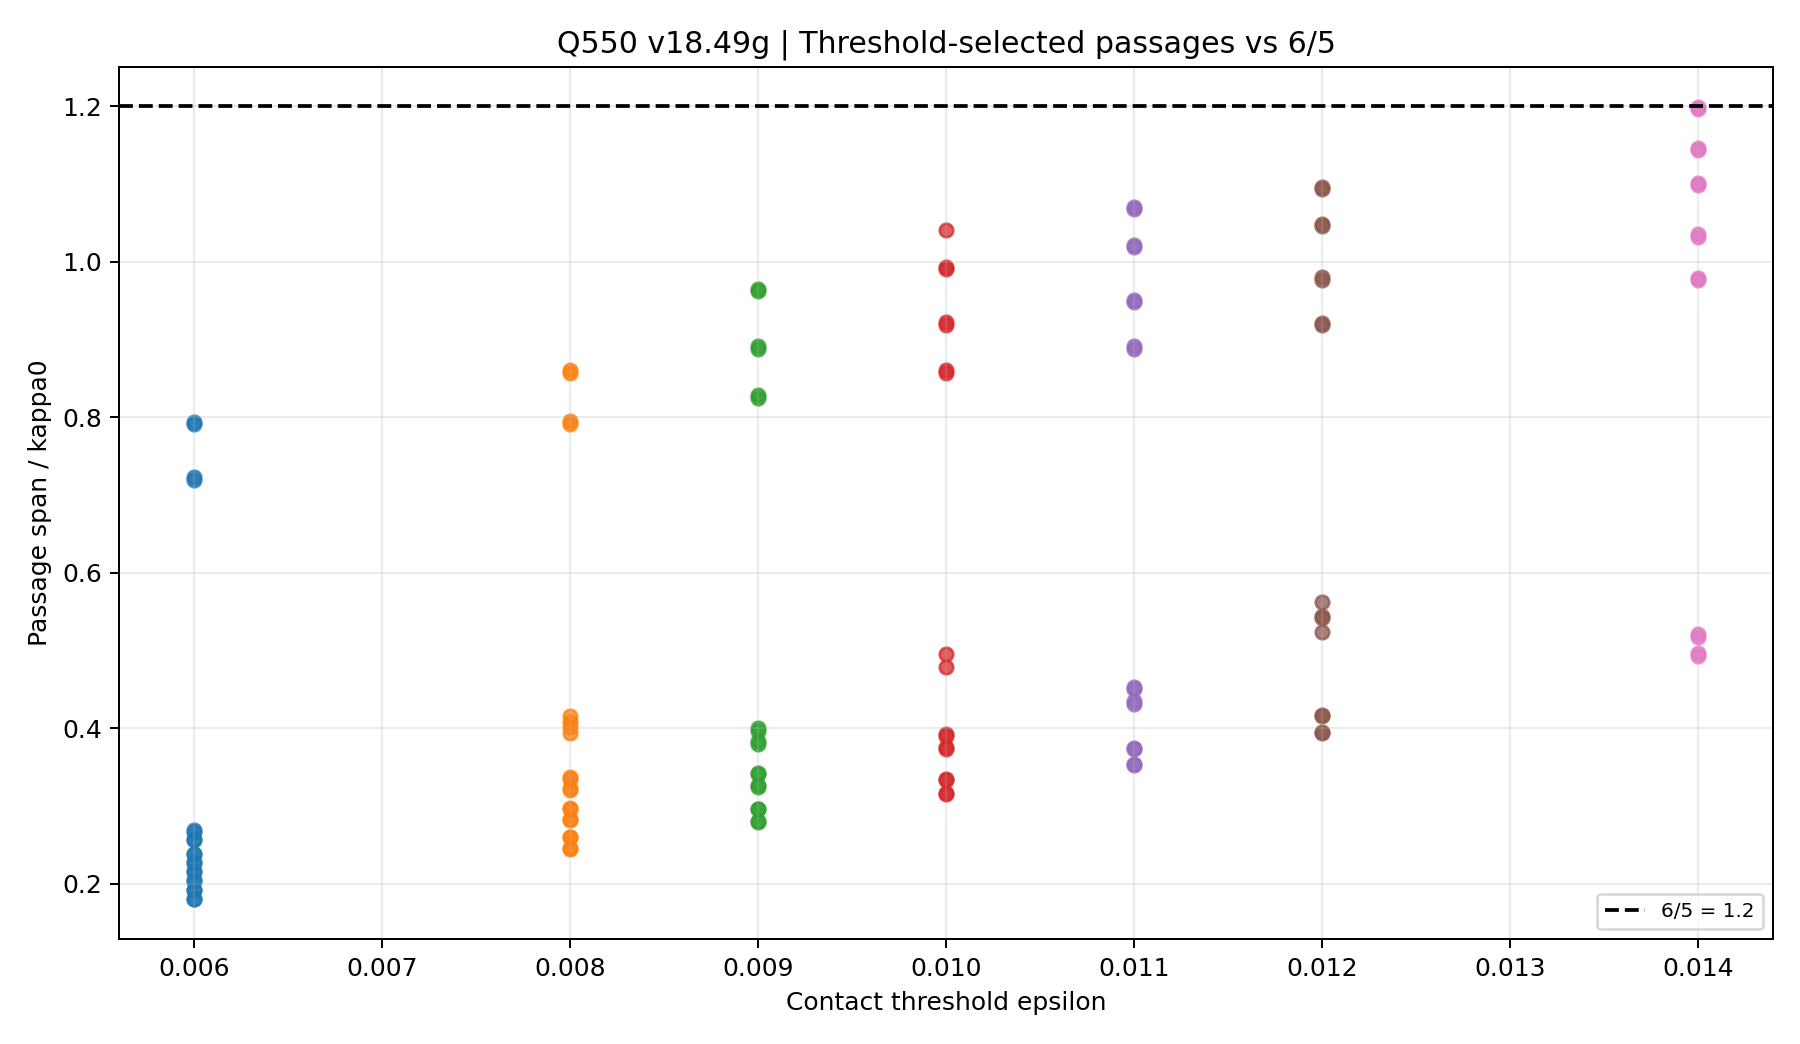 Q550 v18.49g | Threshold-selected passages vs 6/5
Passage span / kappa0
1.2
1.0
0.8
0.6
0.4
0.2
6/5 = 1.2
0.006 0.007 0.008 0.009 0.010 0.011 0.012 0.013 0.014
Contact threshold epsilon